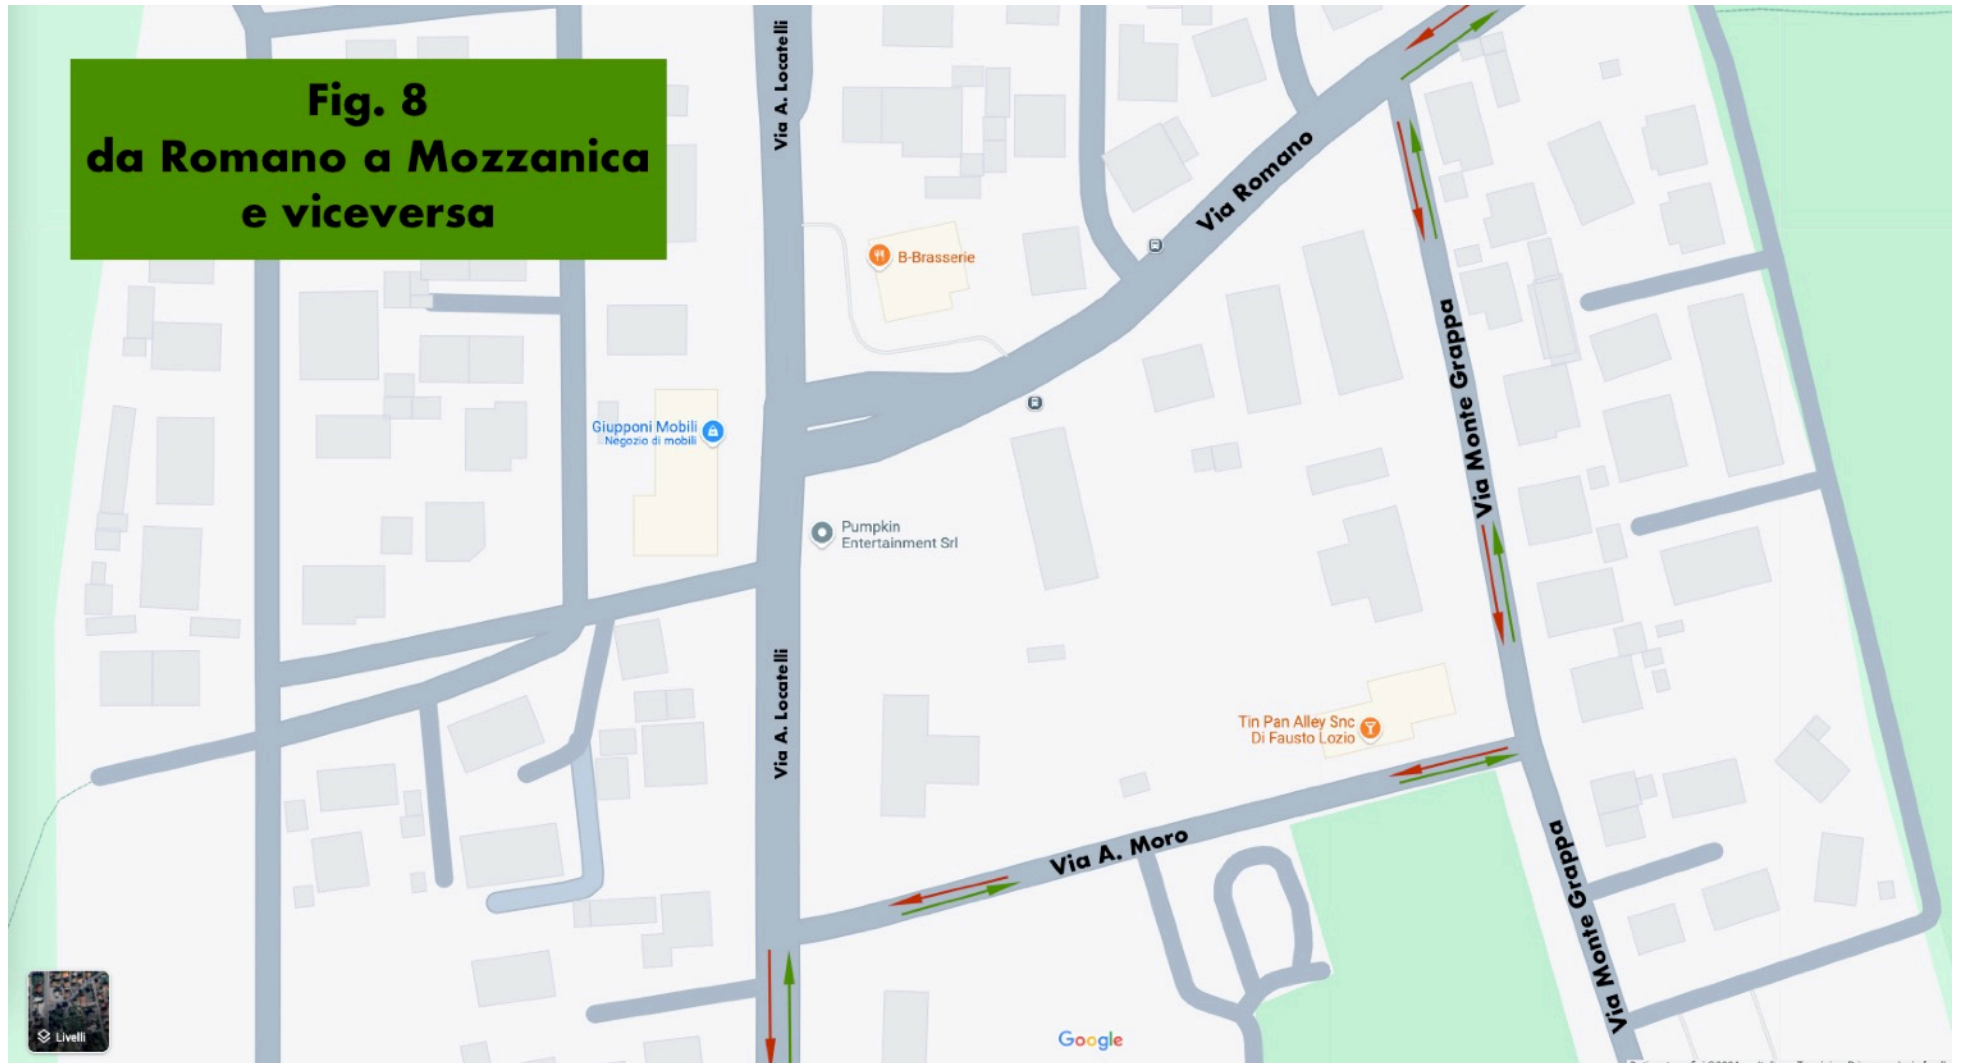 Fig. 8
da Romano a Mozzanica
e viceversa
Via A. Locatelli
Via Romano
B-Brasserie
Via Monte Grappa
Giupponi Mobili
Negozio di mobili
Pumpkin
Entertainment Srl
Via A. Locatelli
Tin Pan Alley Snc
Di Fausto Lozio
Via A. Moro
Via Monte Grappa
Livelli
Google